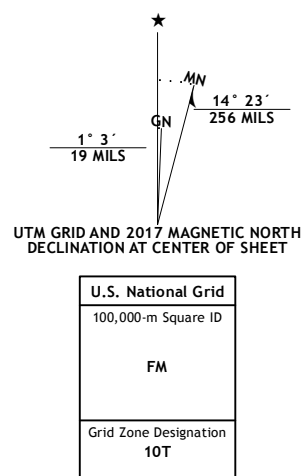 ★
MN
GN
14° 23´
256 MILS
1° 3´
19 MILS
UTM GRID AND 2017 MAGNETIC NORTH
DECLINATION AT CENTER OF SHEET
U.S. National Grid
100,000-m Square ID
FM
Grid Zone Designation
10T